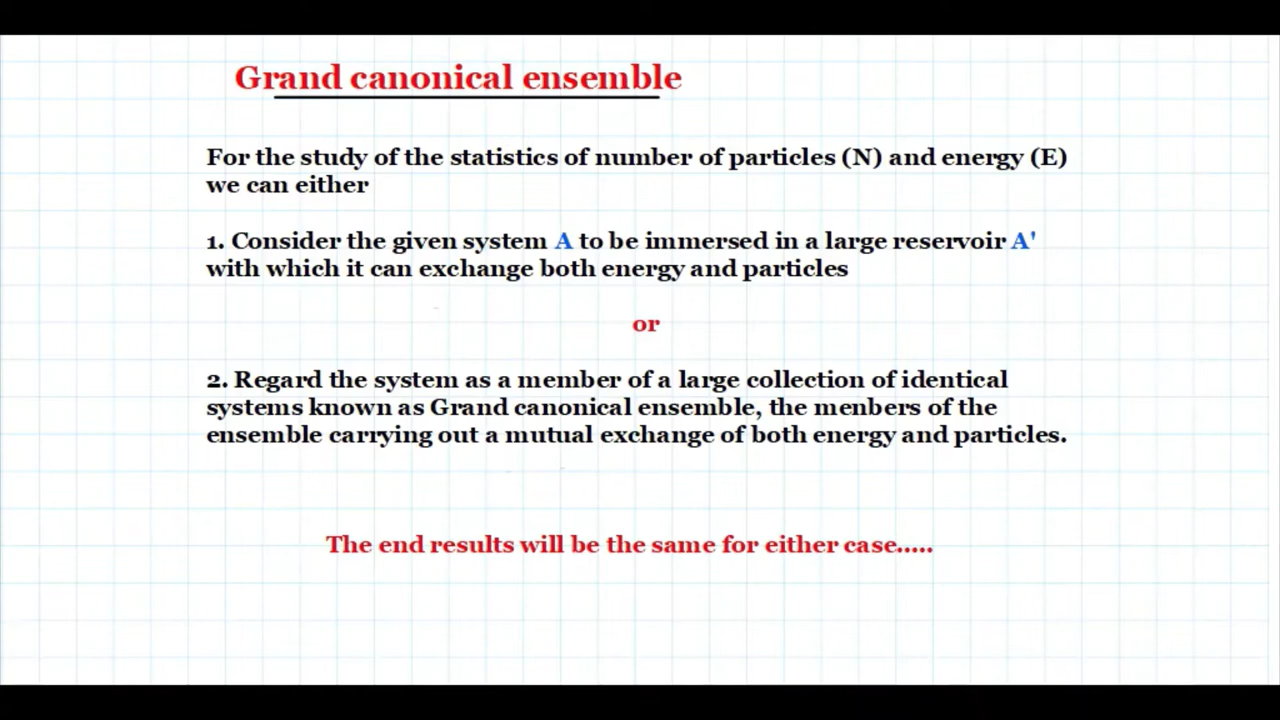 Grand canonical ensemble
For the study of the statistics of number of particles (N) and energy (E)
we can either
1. Consider the given system A to be immersed in a large reservoir A'
with which it can exchange both energy and particles
or
2. Regard the system as a member of a large collection of identical
systems known as Grand canonical ensemble, the menbers of the
ensemble carrying out a mutual exchange of both energy and particles.
The end results will be the same for either case.....